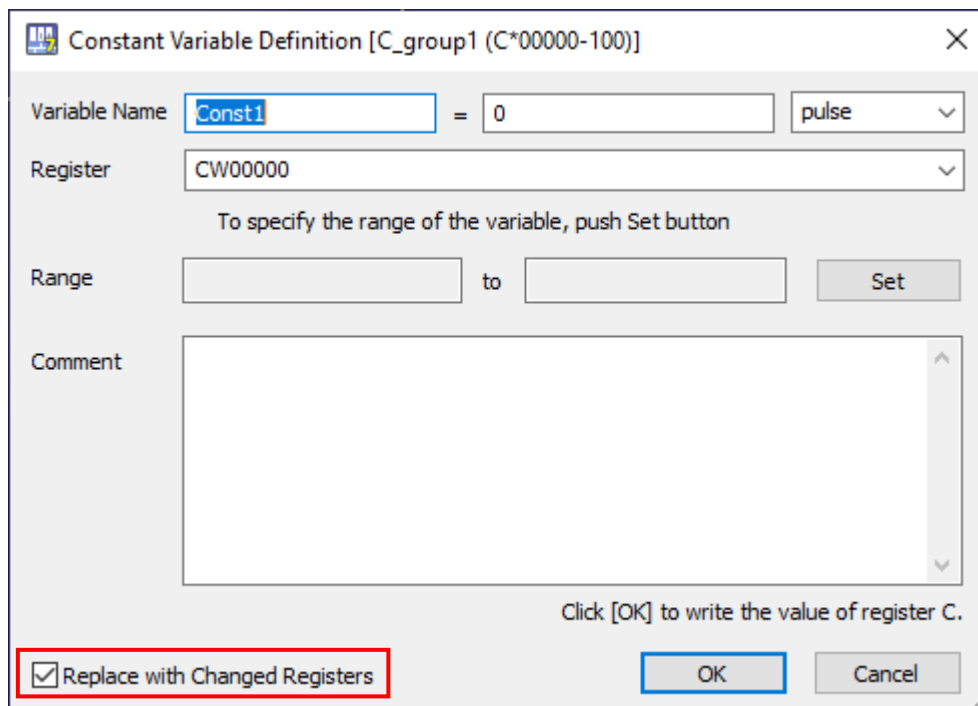 Constant Variable Definition [C_group1 (C*00000-100)]
Variable Name Const1 = 0 pulse
Register CW00000
To specify the range of the variable, push Set button
Range to Set
Comment
Click [OK] to write the value of register C.
Replace with Changed Registers OK Cancel